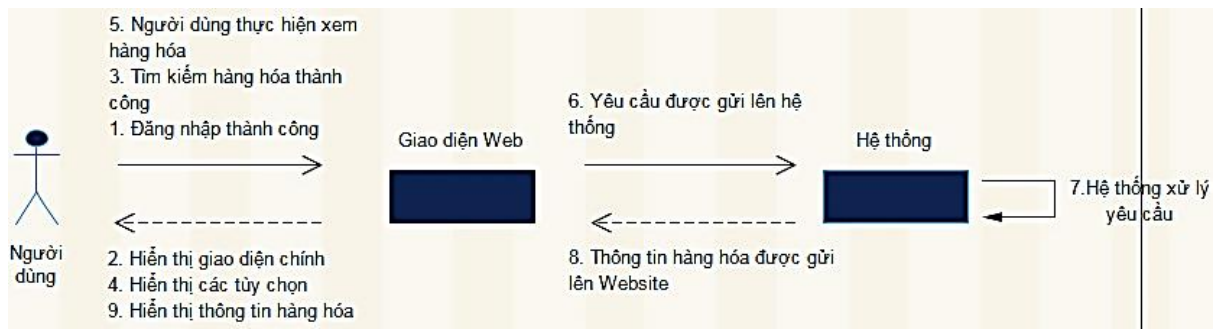 5. Người dùng thực hiện xem
hàng hóa
3. Tìm kiếm hàng hóa thành
công
1. Đăng nhập thành công
Giao diện Web
6. Yêu cầu được gửi lên hệ
thống
Hệ thống
7.Hệ thống xử lý
yêu cầu
Người
dùng
2. Hiển thị giao diện chính
4. Hiển thị các tùy chọn
9. Hiển thị thông tin hàng hóa
8. Thông tin hàng hóa được gửi
lên Website